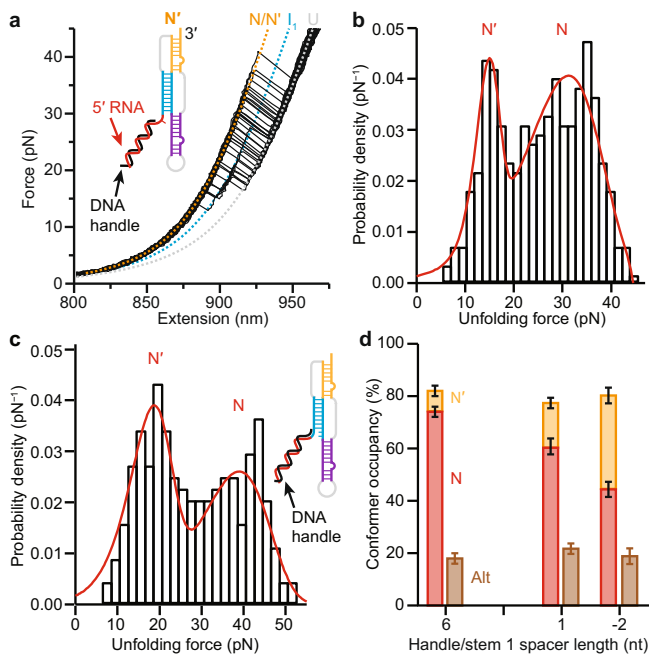 a
N′
3′
N/N′
I1
U
5′ RNA
DNA
handle
Force (pN)
50
40
30
20
10
0
800
850
900
950
Extension (nm)
b
N′
N
Probability density (pN⁻¹)
0.05
0.04
0.03
0.02
0.01
0.00
0
10
20
30
40
Unfolding force (pN)
c
N′
N
DNA
handle
Probability density (pN⁻¹)
0.05
0.04
0.03
0.02
0.01
0.00
0
10
20
30
40
50
Unfolding force (pN)
d
N′
N
Alt
Conformer occupancy (%)
100
80
60
40
20
0
6
1
-2
Handle/stem 1 spacer length (nt)